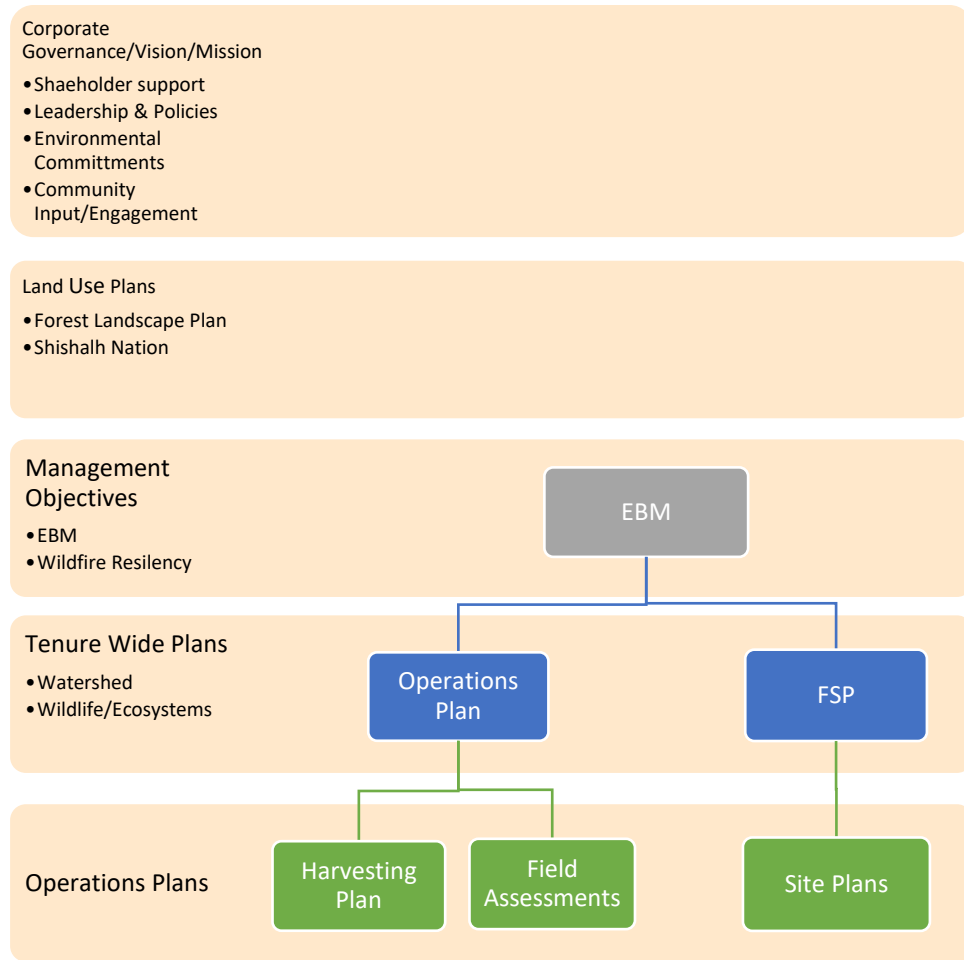 Corporate
Governance/Vision/Mission
•Shaeholder support
•Leadership & Policies
•Environmental
Committments
•Community
Input/Engagement
Land Use Plans
•Forest Landscape Plan
•Shishalh Nation
Management
Objectives
•EBM
•Wildfire Resilency
EBM
Tenure Wide Plans
•Watershed
•Wildlife/Ecosystems
Operations
Plan
FSP
Operations Plans
Harvesting
Plan
Field
Assessments
Site Plans